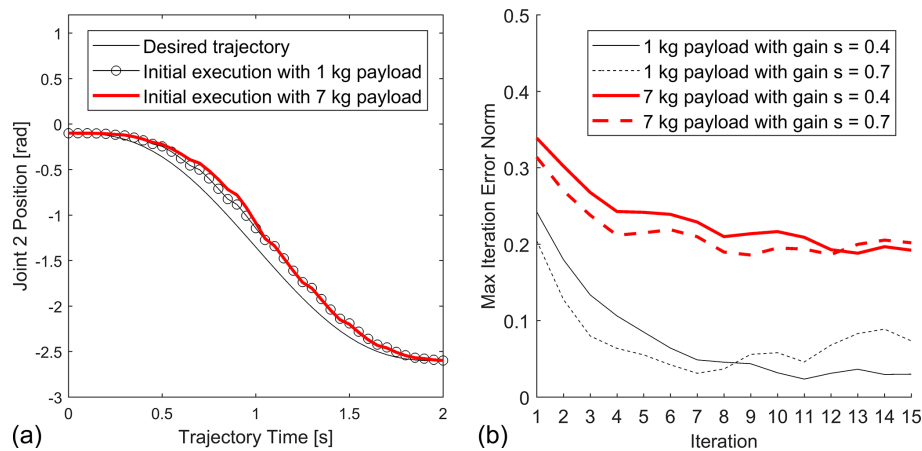 1
0.5
0
-0.5
-1
-1.5
-2
-2.5
-3
0
0.5
1
1.5
2
Joint 2 Position [rad]
Trajectory Time [s]
Desired trajectory
Initial execution with 1 kg payload
Initial execution with 7 kg payload
(a)
0.5
0.4
0.3
0.2
0.1
0
1 2 3 4 5 6 7 8 9 10 11 12 13 14 15
Max Iteration Error Norm
Iteration
1 kg payload with gain s = 0.4
1 kg payload with gain s = 0.7
7 kg payload with gain s = 0.4
7 kg payload with gain s = 0.7
(b)